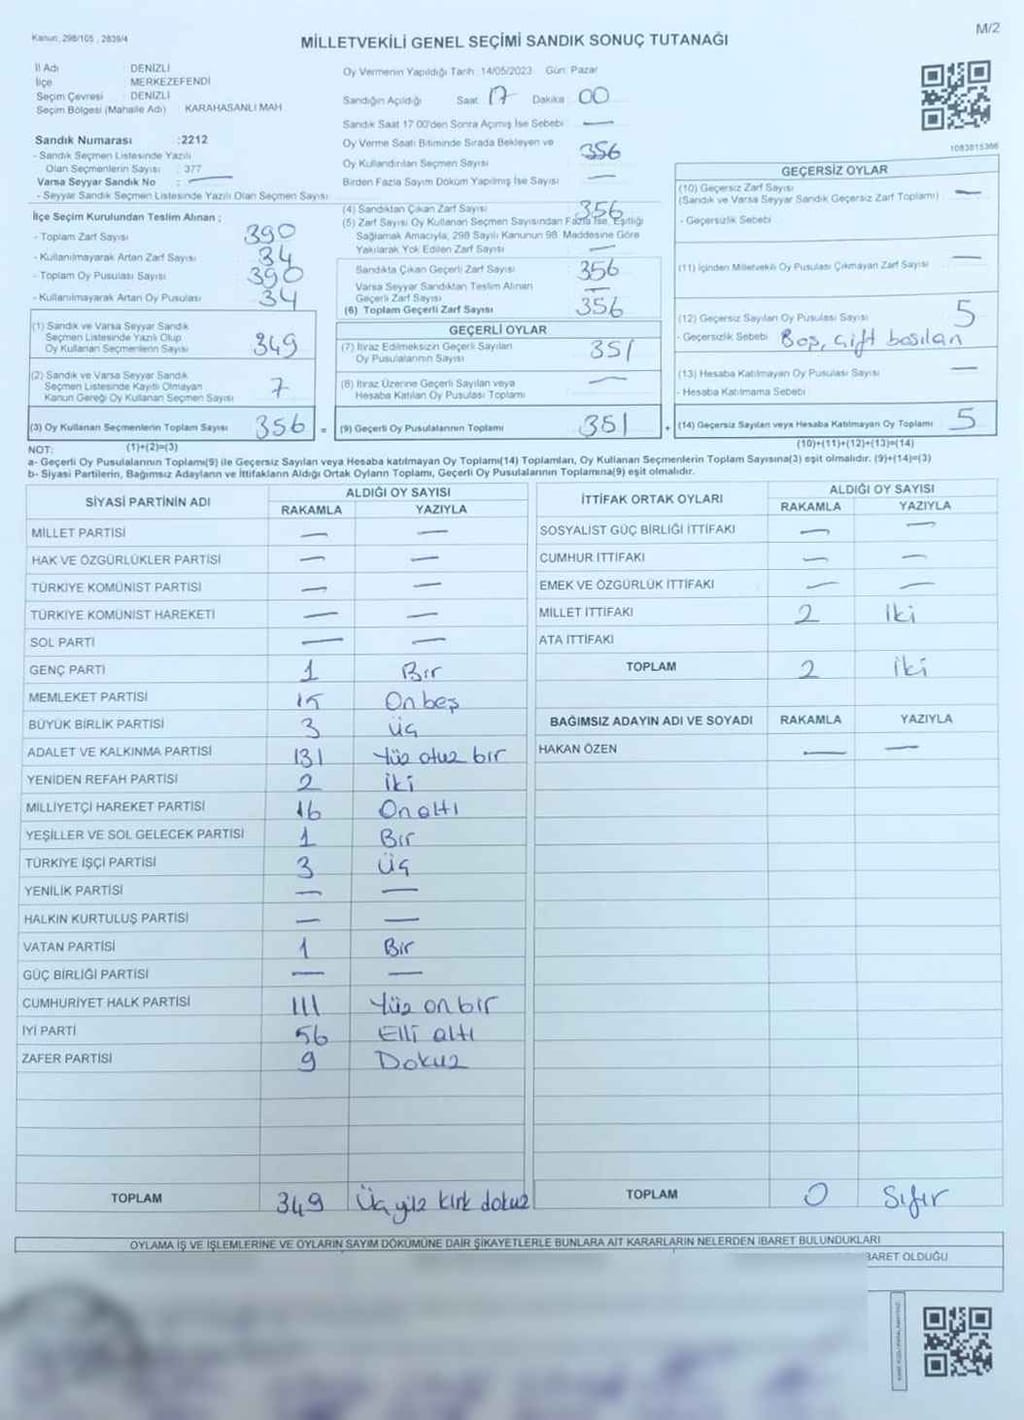 Kanun, 298/105 , 2839/4
M/2
MİLLETVEKİLİ GENEL SEÇİMİ SANDIK SONUÇ TUTANAĞI
İl Adı DENİZLİ
İlçe MERKEZEFENDİ
Seçim Çevresi DENİZLİ
Seçim Bölgesi (Mahalle Adı) KARAHASANLI MAH
Sandık Numarası :2212
- Sandık Seçmen Listesinde Yazılı
Olan Seçmenlerin Sayısı : 377
Varsa Seyyar Sandık No : —
- Seyyar Sandık Seçmen Listesinde Yazılı Olan Seçmen Sayısı
Oy Vermenin Yapıldığı Tarih :14/05/2023 Gün: Pazar
Sandığın Açıldığı Saat 17 Dakika 00
Sandık Saat 17 00'den Sonra Açılmış İse Sebebi: —
Oy Verme Saati Bitiminde Sırada Bekleyen ve
Oy Kullandırılan Seçmen Sayısı 356
Birden Fazla Sayım Döküm Yapılmış İse Sayısı —
1083815366
İlçe Seçim Kurulundan Teslim Alınan ;
- Toplam Zarf Sayısı 390
- Kullanılmayarak Artan Zarf Sayısı 34
- Toplam Oy Pusulası Sayısı 390
- Kullanılmayarak Artan Oy Pusulası 34
(1) Sandık ve Varsa Seyyar Sandık
Seçmen Listesinde Yazılı Olup
Oy Kullanan Seçmenlerin Sayısı 349
(2) Sandık ve Varsa Seyyar Sandık
Seçmen Listesinde Kayıtlı Olmayan
Kanun Gereği Oy Kullanan Seçmen Sayısı 7
(3) Oy Kullanan Seçmenlerin Toplam Sayısı 356 =
(4) Sandıktan Çıkan Zarf Sayısı 356
(5) Zarf Sayısı Oy Kullanan Seçmen Sayısından Fazla İse, Eşitliği
Sağlamak Amacıyla, 298 Sayılı Kanunun 98. Maddesine Göre
Yakılarak Yok Edilen Zarf Sayısı —
Sandıkta Çıkan Geçerli Zarf Sayısı 356
Varsa Seyyar Sandıktan Teslim Alınan
Geçerli Zarf Sayısı —
(6) Toplam Geçerli Zarf Sayısı 356
GEÇERLİ OYLAR
(7) İtiraz Edilmeksizin Geçerli Sayılan
Oy Pusulalarının Sayısı 351
(8) İtiraz Üzerine Geçerli Sayılan veya
Hesaba Katılan Oy Pusulası Toplamı —
(9) Geçerli Oy Pusulalarının Toplamı 351 +
GEÇERSİZ OYLAR
(10) Geçersiz Zarf Sayısı
(Sandık ve Varsa Seyyar Sandık Geçersiz Zarf Toplamı) —
- Geçersizlik Sebebi
(11) İçinden Milletvekili Oy Pusulası Çıkmayan Zarf Sayısı —
(12) Geçersiz Sayılan Oy Pusulası Sayısı 5
- Geçersizlik Sebebi Boş, çift basılan
(13) Hesaba Katılmayan Oy Pusulası Sayısı —
- Hesaba Katılmama Sebebi
(14) Geçersiz Sayılan veya Hesaba Katılmayan Oy Toplamı 5
NOT: (1)+(2)=(3) (10)+(11)+(12)+(13)=(14)
a- Geçerli Oy Pusulalarının Toplamı(9) ile Geçersiz Sayılan veya Hesaba katılmayan Oy Toplamı(14) Toplamları, Oy Kullanan Seçmenlerin Toplam Sayısına(3) eşit olmalıdır. (9)+(14)=(3)
b- Siyasi Partilerin, Bağımsız Adayların ve İttifakların Aldığı Ortak Oyların Toplamı, Geçerli Oy Pusulalarının Toplamına(9) eşit olmalıdır.
SİYASİ PARTİNİN ADI ALDIĞI OY SAYISI
RAKAMLA YAZIYLA
MİLLET PARTİSİ — —
HAK VE ÖZGÜRLÜKLER PARTİSİ — —
TÜRKİYE KOMÜNİST PARTİSİ — —
TÜRKİYE KOMÜNİST HAREKETİ — —
SOL PARTİ — —
GENÇ PARTİ 1 Bir
MEMLEKET PARTİSİ 15 On beş
BÜYÜK BİRLİK PARTİSİ 3 Üç
ADALET VE KALKINMA PARTİSİ 131 Yüz otuz bir
YENİDEN REFAH PARTİSİ 2 İki
MİLLİYETÇİ HAREKET PARTİSİ 16 On altı
YEŞİLLER VE SOL GELECEK PARTİSİ 1 Bir
TÜRKİYE İŞÇİ PARTİSİ 3 Üç
YENİLİK PARTİSİ — —
HALKIN KURTULUŞ PARTİSİ — —
VATAN PARTİSİ 1 Bir
GÜÇ BİRLİĞİ PARTİSİ — —
CUMHURİYET HALK PARTİSİ 111 Yüz on bir
İYİ PARTİ 56 Elli altı
ZAFER PARTİSİ 9 Dokuz
TOPLAM 349 Üç yüz kırk dokuz
İTTİFAK ORTAK OYLARI ALDIĞI OY SAYISI
RAKAMLA YAZIYLA
SOSYALİST GÜÇ BİRLİĞİ İTTİFAKI — —
CUMHUR İTTİFAKI — —
EMEK VE ÖZGÜRLÜK İTTİFAKI — —
MİLLET İTTİFAKI 2 İki
ATA İTTİFAKI
TOPLAM 2 İki
BAĞIMSIZ ADAYIN ADI VE SOYADI RAKAMLA YAZIYLA
HAKAN ÖZEN — —
TOPLAM 0 Sıfır
OYLAMA İŞ VE İŞLEMLERİNE VE OYLARIN SAYIM DÖKÜMÜNE DAİR ŞİKAYETLERLE BUNLARA AİT KARARLARIN NELERDEN İBARET BULUNDUKLARI
BARET OLDUĞU